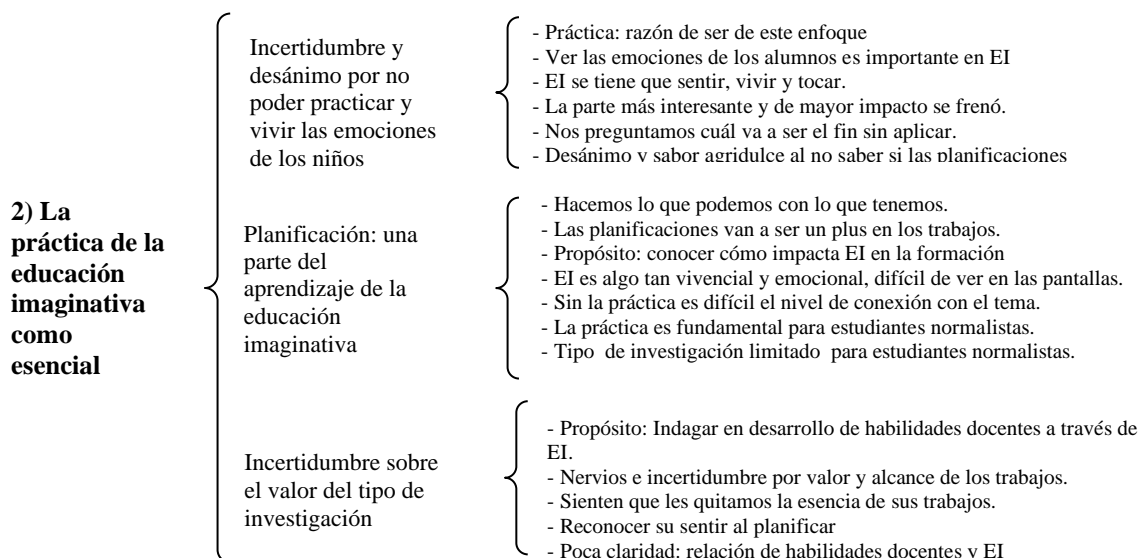 2) La
práctica de la
educación
imaginativa
como
esencial
Incertidumbre y
desánimo por no
poder practicar y
vivir las emociones
de los niños
- Práctica: razón de ser de este enfoque
- Ver las emociones de los alumnos es importante en EI
- EI se tiene que sentir, vivir y tocar.
- La parte más interesante y de mayor impacto se frenó.
- Nos preguntamos cuál va a ser el fin sin aplicar.
- Desánimo y sabor agridulce al no saber si las planificaciones
Planificación: una
parte del
aprendizaje de la
educación
imaginativa
- Hacemos lo que podemos con lo que tenemos.
- Las planificaciones van a ser un plus en los trabajos.
- Propósito: conocer cómo impacta EI en la formación
- EI es algo tan vivencial y emocional, difícil de ver en las pantallas.
- Sin la práctica es difícil el nivel de conexión con el tema.
- La práctica es fundamental para estudiantes normalistas.
- Tipo de investigación limitado para estudiantes normalistas.
Incertidumbre sobre
el valor del tipo de
investigación
- Propósito: Indagar en desarrollo de habilidades docentes a través de
EI.
- Nervios e incertidumbre por valor y alcance de los trabajos.
- Sienten que les quitamos la esencia de sus trabajos.
- Reconocer su sentir al planificar
- Poca claridad: relación de habilidades docentes y EI